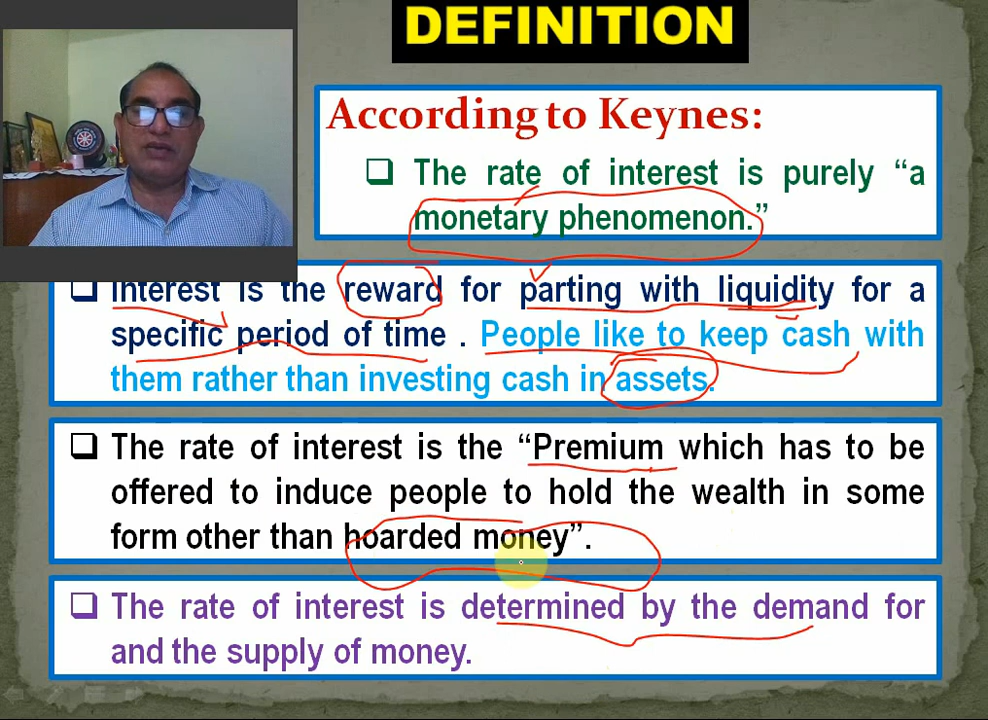 DEFINITION
According to Keynes:
❑ The rate of interest is purely “a
monetary phenomenon.”
❑ Interest is the reward for parting with liquidity for a
specific period of time . People like to keep cash with
them rather than investing cash in assets.
❑ The rate of interest is the “Premium which has to be
offered to induce people to hold the wealth in some
form other than hoarded money”.
❑ The rate of interest is determined by the demand for
and the supply of money.